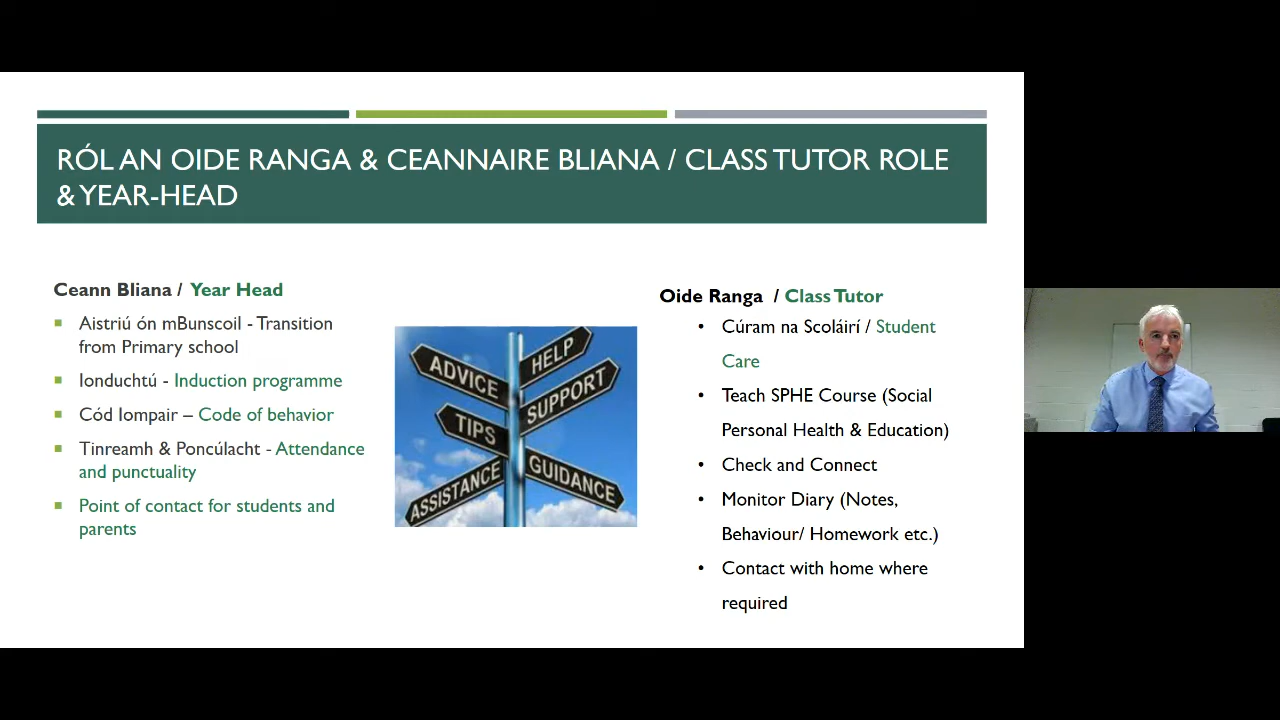 RÓL AN OIDE RANGA & CEANNAIRE BLIANA / CLASS TUTOR ROLE
& YEAR-HEAD
Ceann Bliana / Year Head
Aistriú ón mBunscoil - Transition
from Primary school
Ionduchtú - Induction programme
Cód Iompair – Code of behavior
Tinreamh & Poncúlacht - Attendance
and punctuality
Point of contact for students and
parents
HELP
ADVICE
SUPPORT
TIPS
GUIDANCE
ASSISTANCE
Oide Ranga / Class Tutor
• Cúram na Scoláirí / Student
Care
• Teach SPHE Course (Social
Personal Health & Education)
• Check and Connect
• Monitor Diary (Notes,
Behaviour/ Homework etc.)
• Contact with home where
required